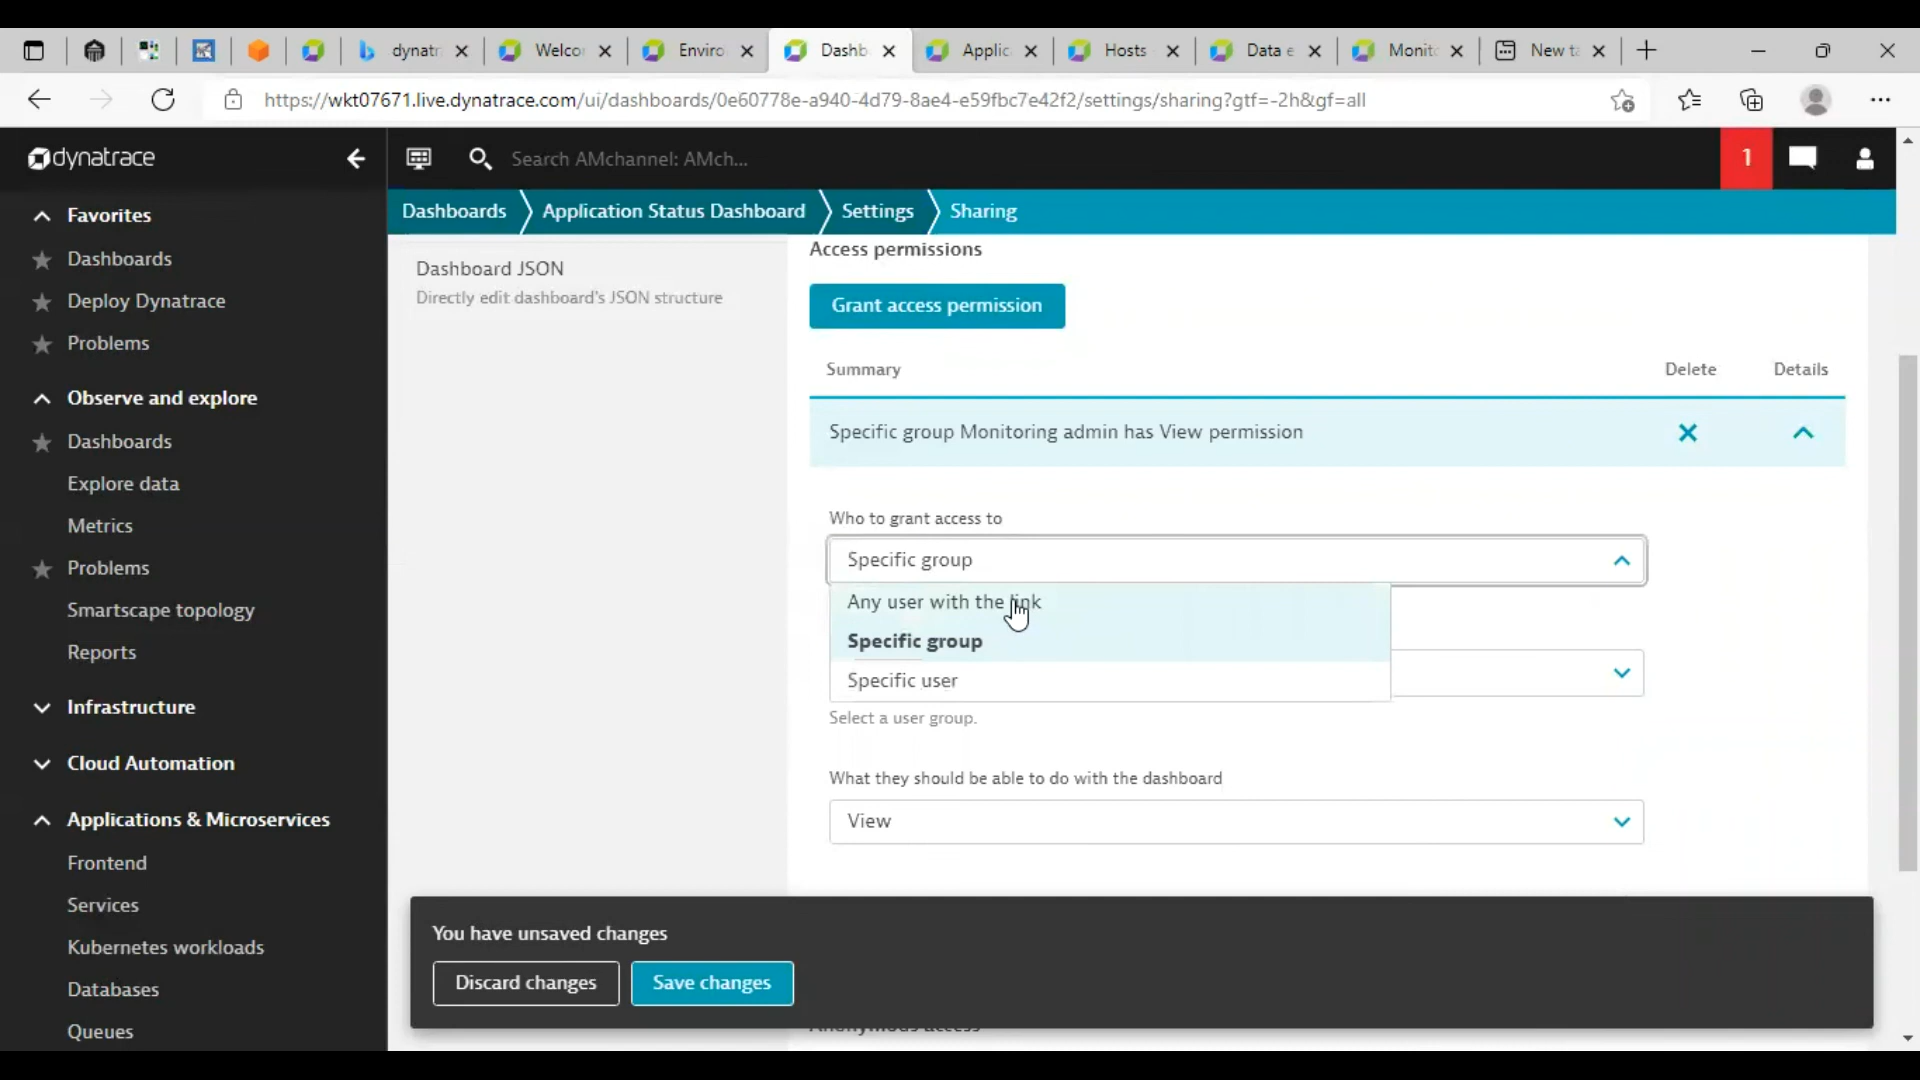 dynatr
Welco
Enviro
Dashb
Applic
Hosts
Data e
Monit
New t
https://wkt07671.live.dynatrace.com/ui/dashboards/0e60778e-a940-4d79-8ae4-e59fbc7e42f2/settings/sharing?gtf=-2h&gf=all
dynatrace
Search AMchannel: AMch...
1
Dashboards
Application Status Dashboard
Settings
Sharing
Favorites
Dashboards
Deploy Dynatrace
Problems
Observe and explore
Dashboards
Explore data
Metrics
Problems
Smartscape topology
Reports
Infrastructure
Cloud Automation
Applications & Microservices
Frontend
Services
Kubernetes workloads
Databases
Queues
Dashboard JSON
Directly edit dashboard's JSON structure
Access permissions
Grant access permission
Summary
Delete
Details
Specific group Monitoring admin has View permission
Who to grant access to
Specific group
Any user with the link
Specific group
Specific user
Select a user group.
What they should be able to do with the dashboard
View
You have unsaved changes
Discard changes
Save changes
Anonymous access